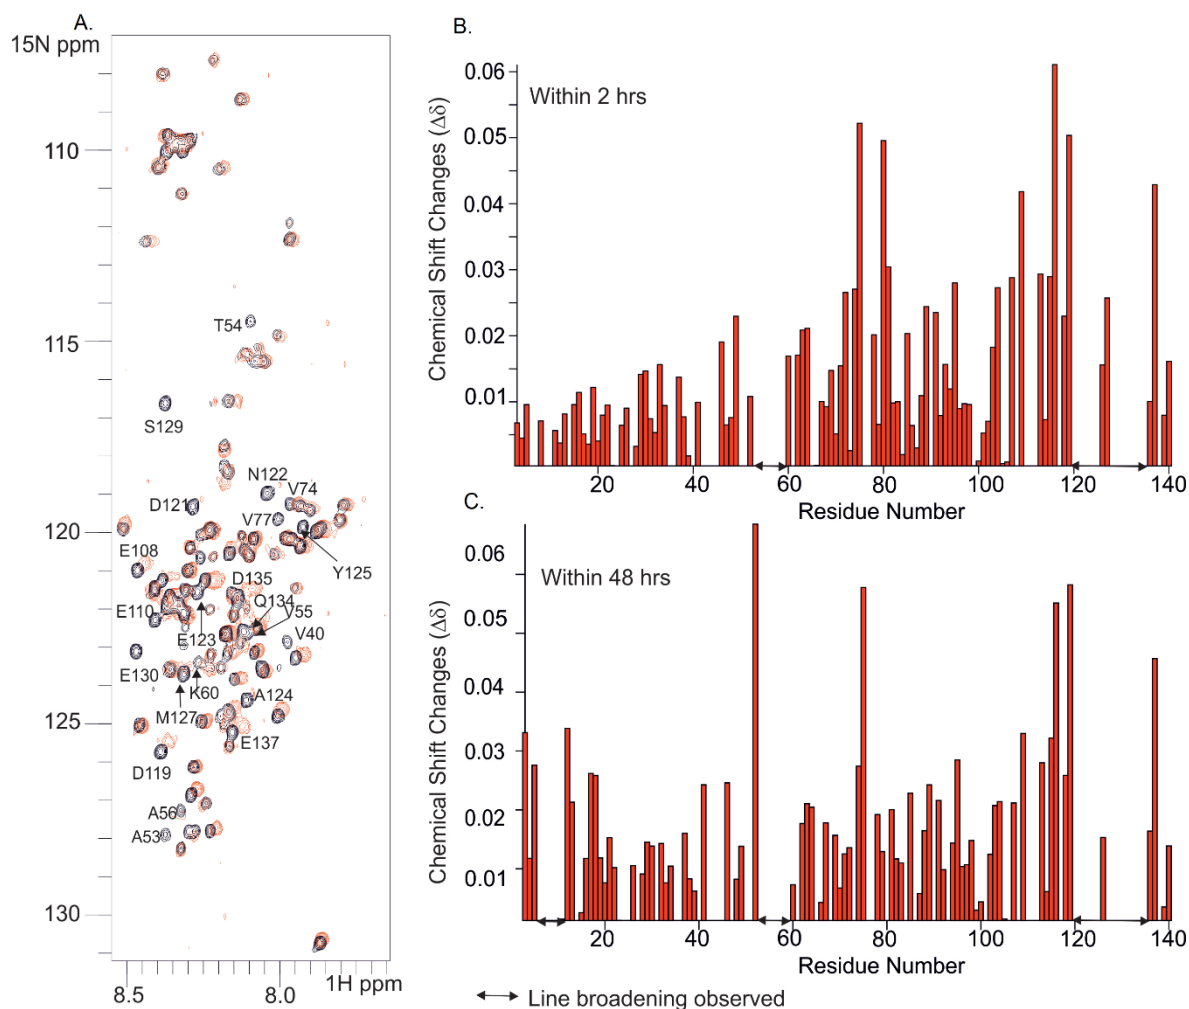 A.
15N ppm
110
115
120
125
130
8.5
8.0
1H ppm
T54
S129
N122
D121
V74
V77
E108
Y125
D135
Q134
V55
E110
E123
V40
E130
K60
A124
M127
E137
D119
A56
A53
B.
Within 2 hrs
Chemical Shift Changes (Δδ)
0.06
0.05
0.04
0.03
0.02
0.01
20 40 60 80 100 120 140
Residue Number
C.
Within 48 hrs
Chemical Shift Changes (Δδ)
0.06
0.05
0.04
0.03
0.02
0.01
20 40 60 80 100 120 140
Residue Number
Line broadening observed